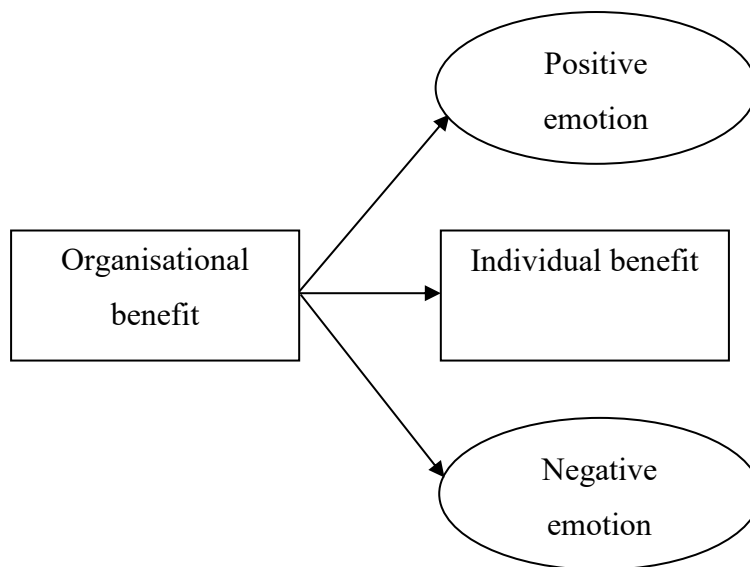 Positive
emotion
Organisational
benefit
Individual benefit
Negative
emotion